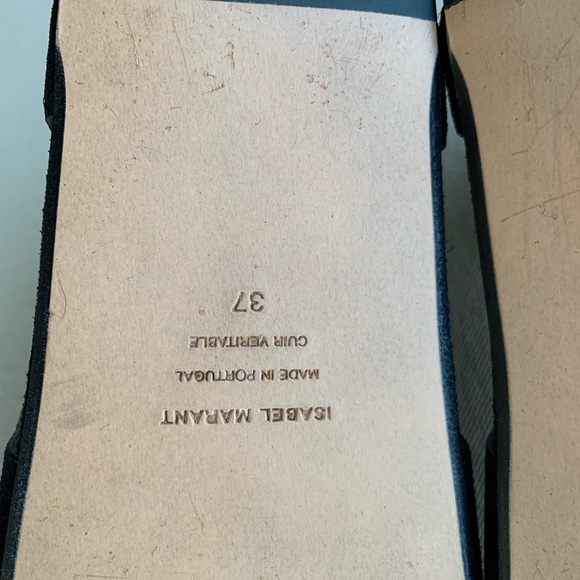 ISABEL MARANT
MADE IN PORTUGAL
CUIR VERITABLE
37